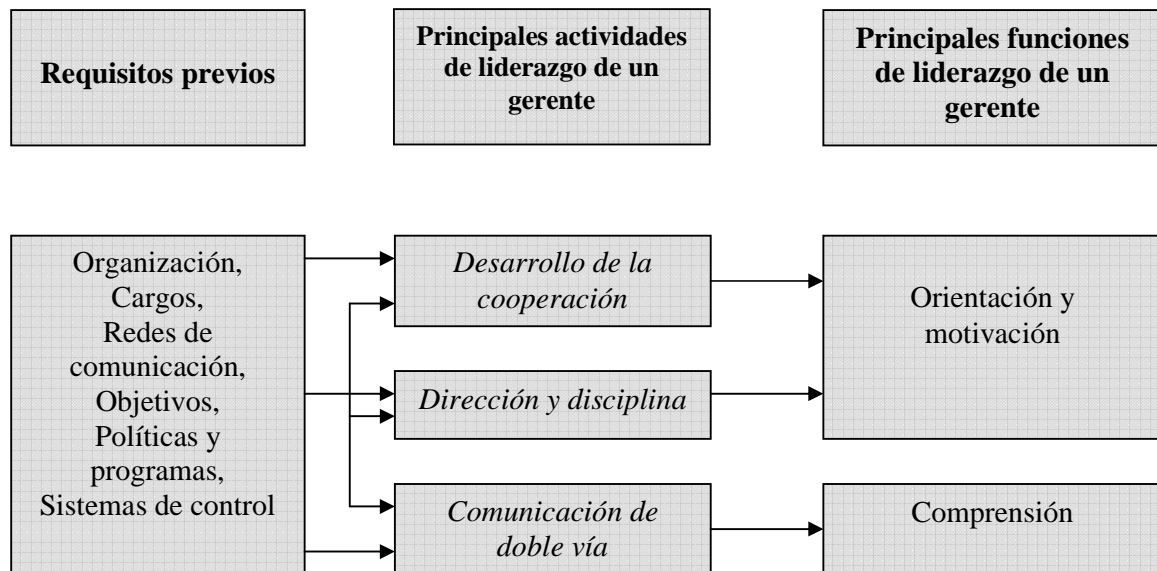 Requisitos previos
Principales actividades
de liderazgo de un
gerente
Principales funciones
de liderazgo de un
gerente
Organización,
Cargos,
Redes de
comunicación,
Objetivos,
Políticas y
programas,
Sistemas de control
Desarrollo de la
cooperación
Dirección y disciplina
Comunicación de
doble vía
Orientación y
motivación
Comprensión